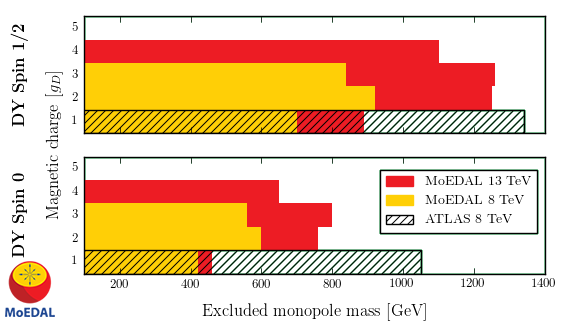 DY Spin 1/2
DY Spin 0
Magnetic charge [gD]
5
4
3
2
1
5
4
3
2
1
MoEDAL 13 TeV
MoEDAL 8 TeV
ATLAS 8 TeV
200
400
600
800
1000
1200
1400
Excluded monopole mass [GeV]
MoEDAL